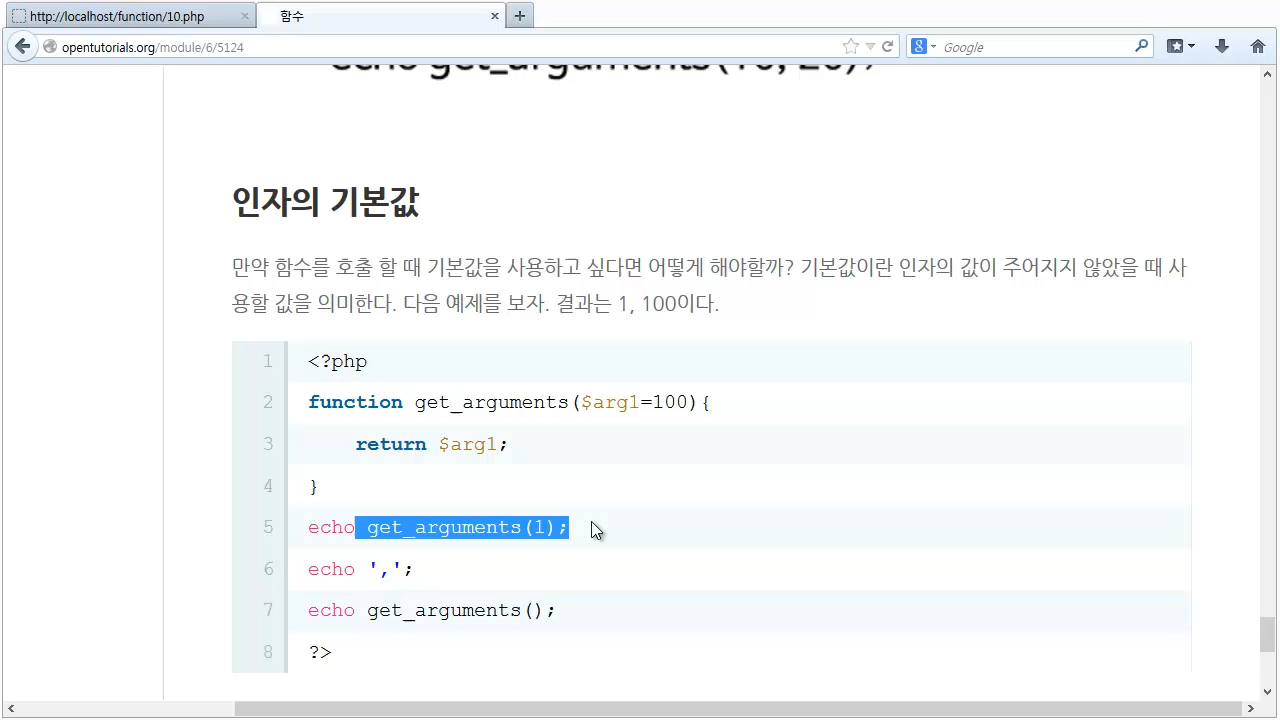 http://localhost/function/10.php
함수
opentutorials.org/module/6/5124
Google
echo get_arguments(10, 20);
인자의 기본값
만약 함수를 호출 할 때 기본값을 사용하고 싶다면 어떻게 해야할까? 기본값이란 인자의 값이 주어지지 않았을 때 사
용할 값을 의미한다. 다음 예제를 보자. 결과는 1, 100이다.
1 <?php
2 function get_arguments($arg1=100){
3 return $arg1;
4 }
5 echo get_arguments(1);
6 echo ',';
7 echo get_arguments();
8 ?>